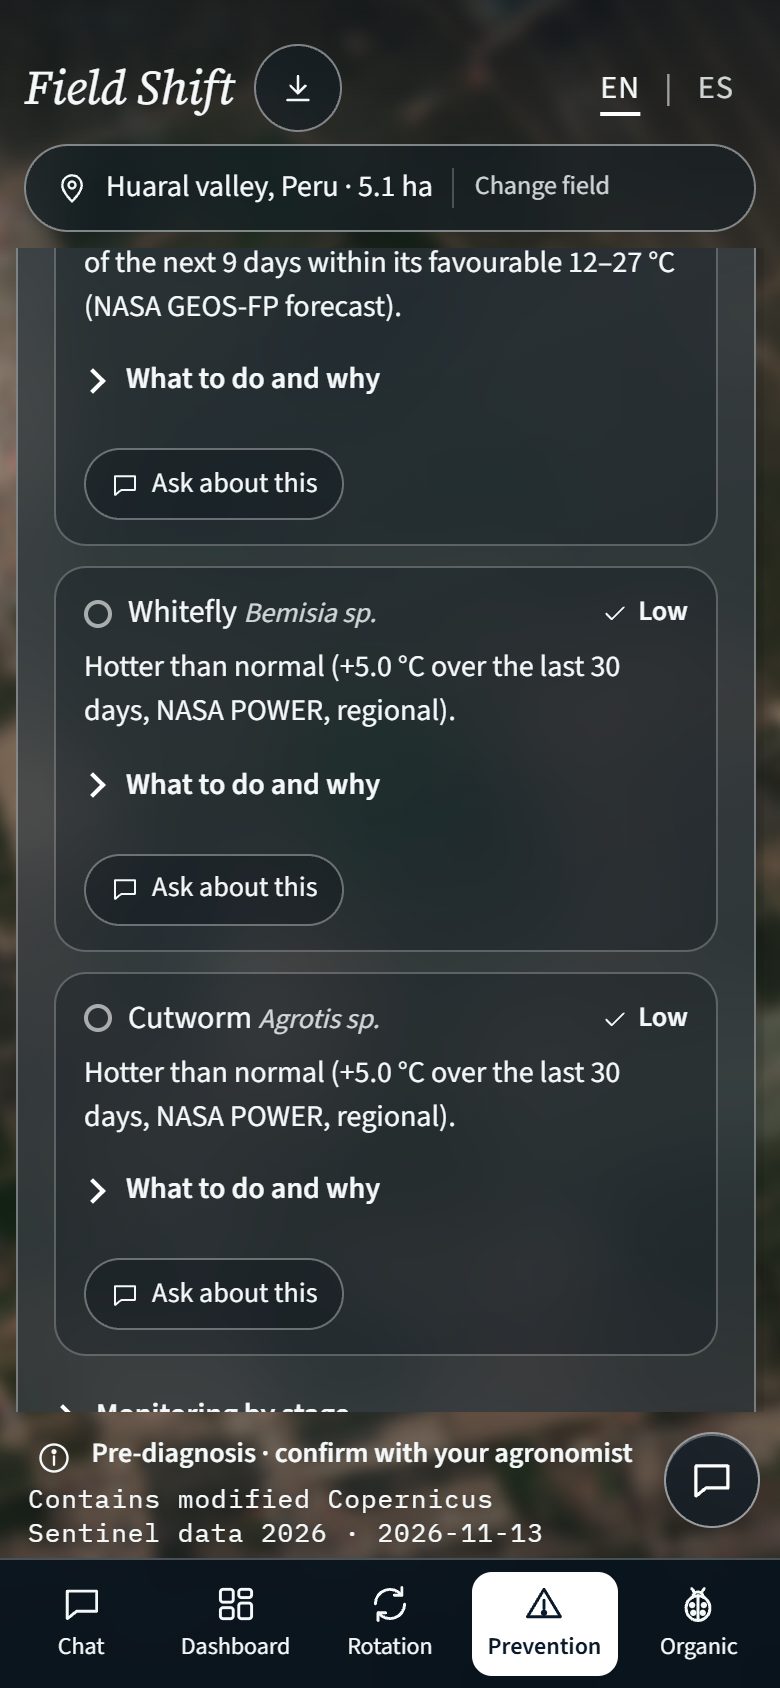 Field Shift
EN | ES
Huaral valley, Peru · 5.1 ha | Change field
of the next 9 days within its favourable 12–27 °C
(NASA GEOS-FP forecast).
What to do and why
Ask about this
Whitefly Bemisia sp. Low
Hotter than normal (+5.0 °C over the last 30
days, NASA POWER, regional).
What to do and why
Ask about this
Cutworm Agrotis sp. Low
Hotter than normal (+5.0 °C over the last 30
days, NASA POWER, regional).
What to do and why
Ask about this
Monitoring by stage
Pre-diagnosis · confirm with your agronomist
Contains modified Copernicus
Sentinel data 2026 · 2026-11-13
Chat Dashboard Rotation Prevention Organic